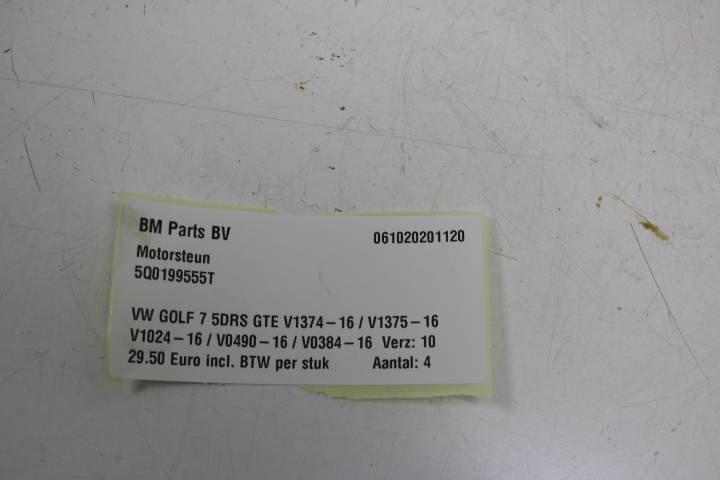 BM Parts BV 061020201120
Motorsteun
5Q0199555T
VW GOLF 7 5DRS GTE V1374-16 / V1375-16
V1024-16 / V0490-16 / V0384-16 Verz: 10
29.50 Euro incl. BTW per stuk Aantal: 4